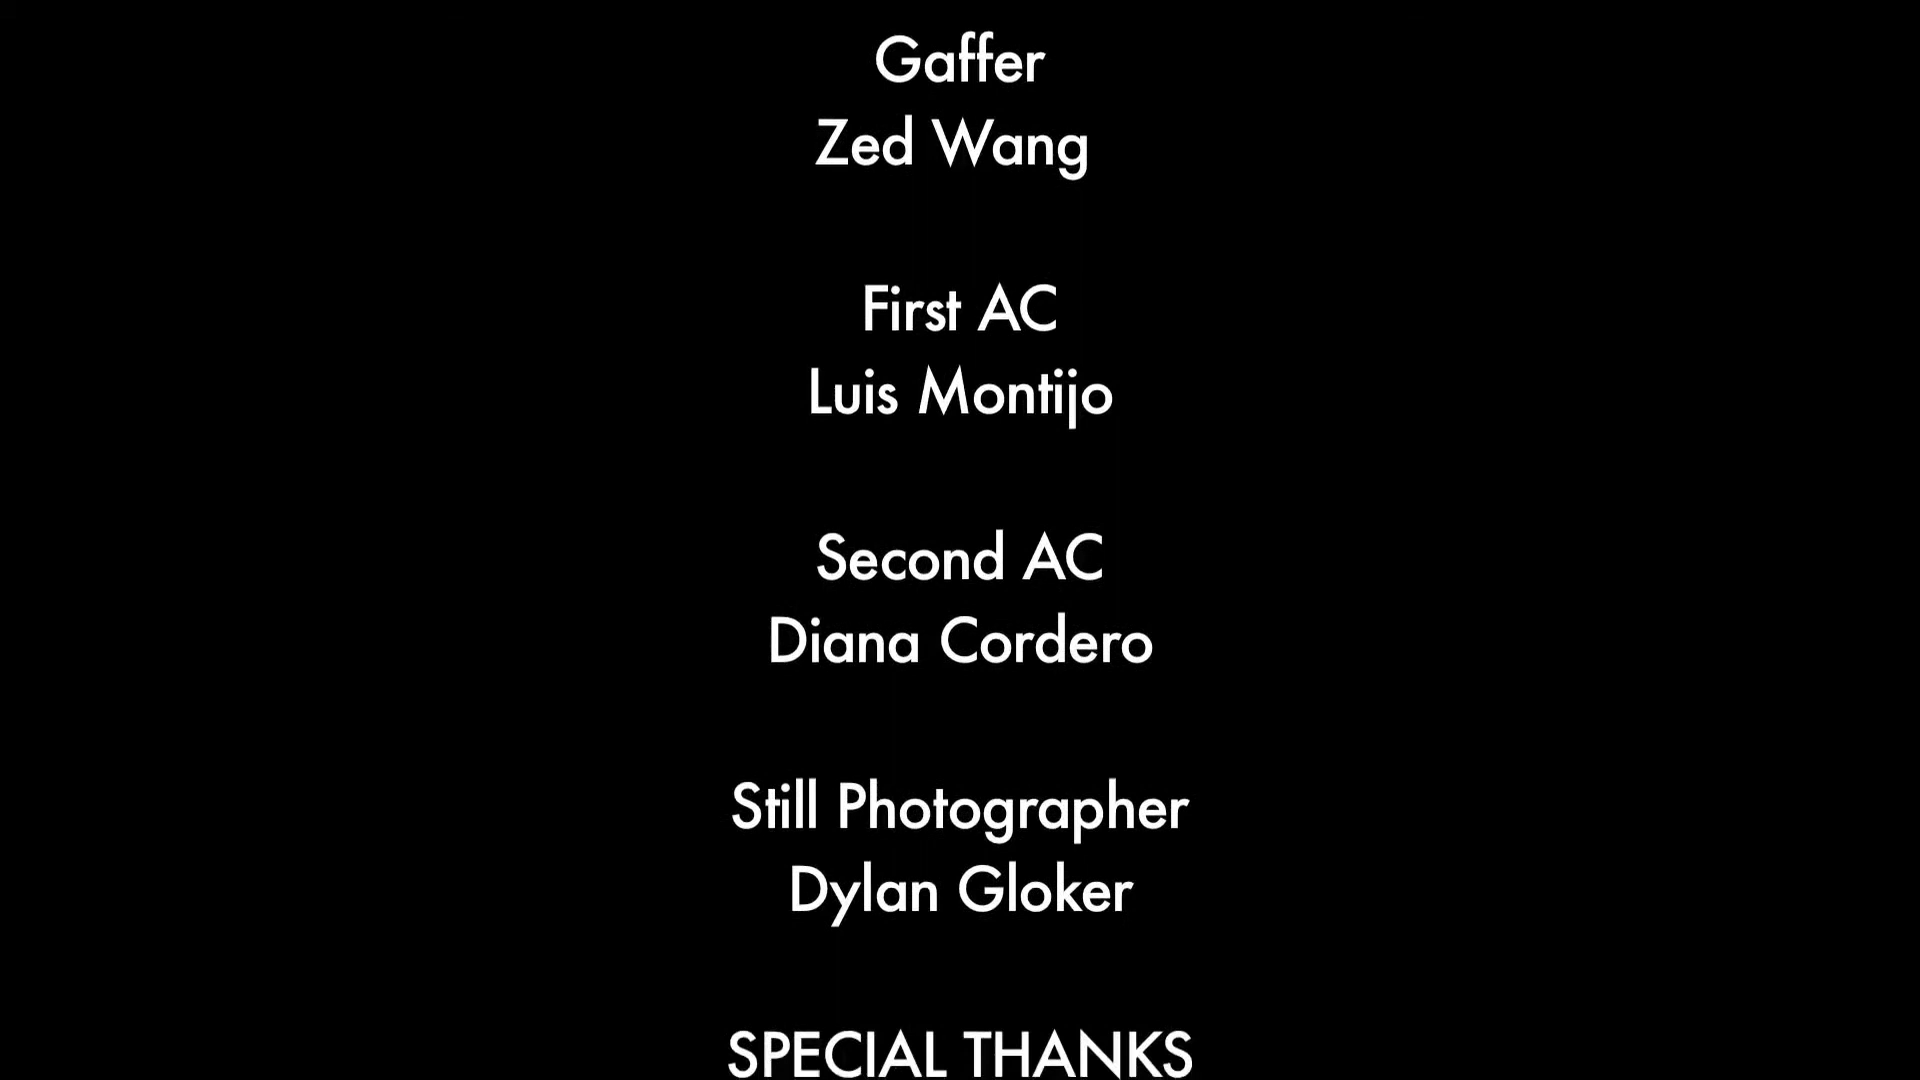 Gaffer
Zed Wang
First AC
Luis Montijo
Second AC
Diana Cordero
Still Photographer
Dylan Gloker
SPECIAL THANKS